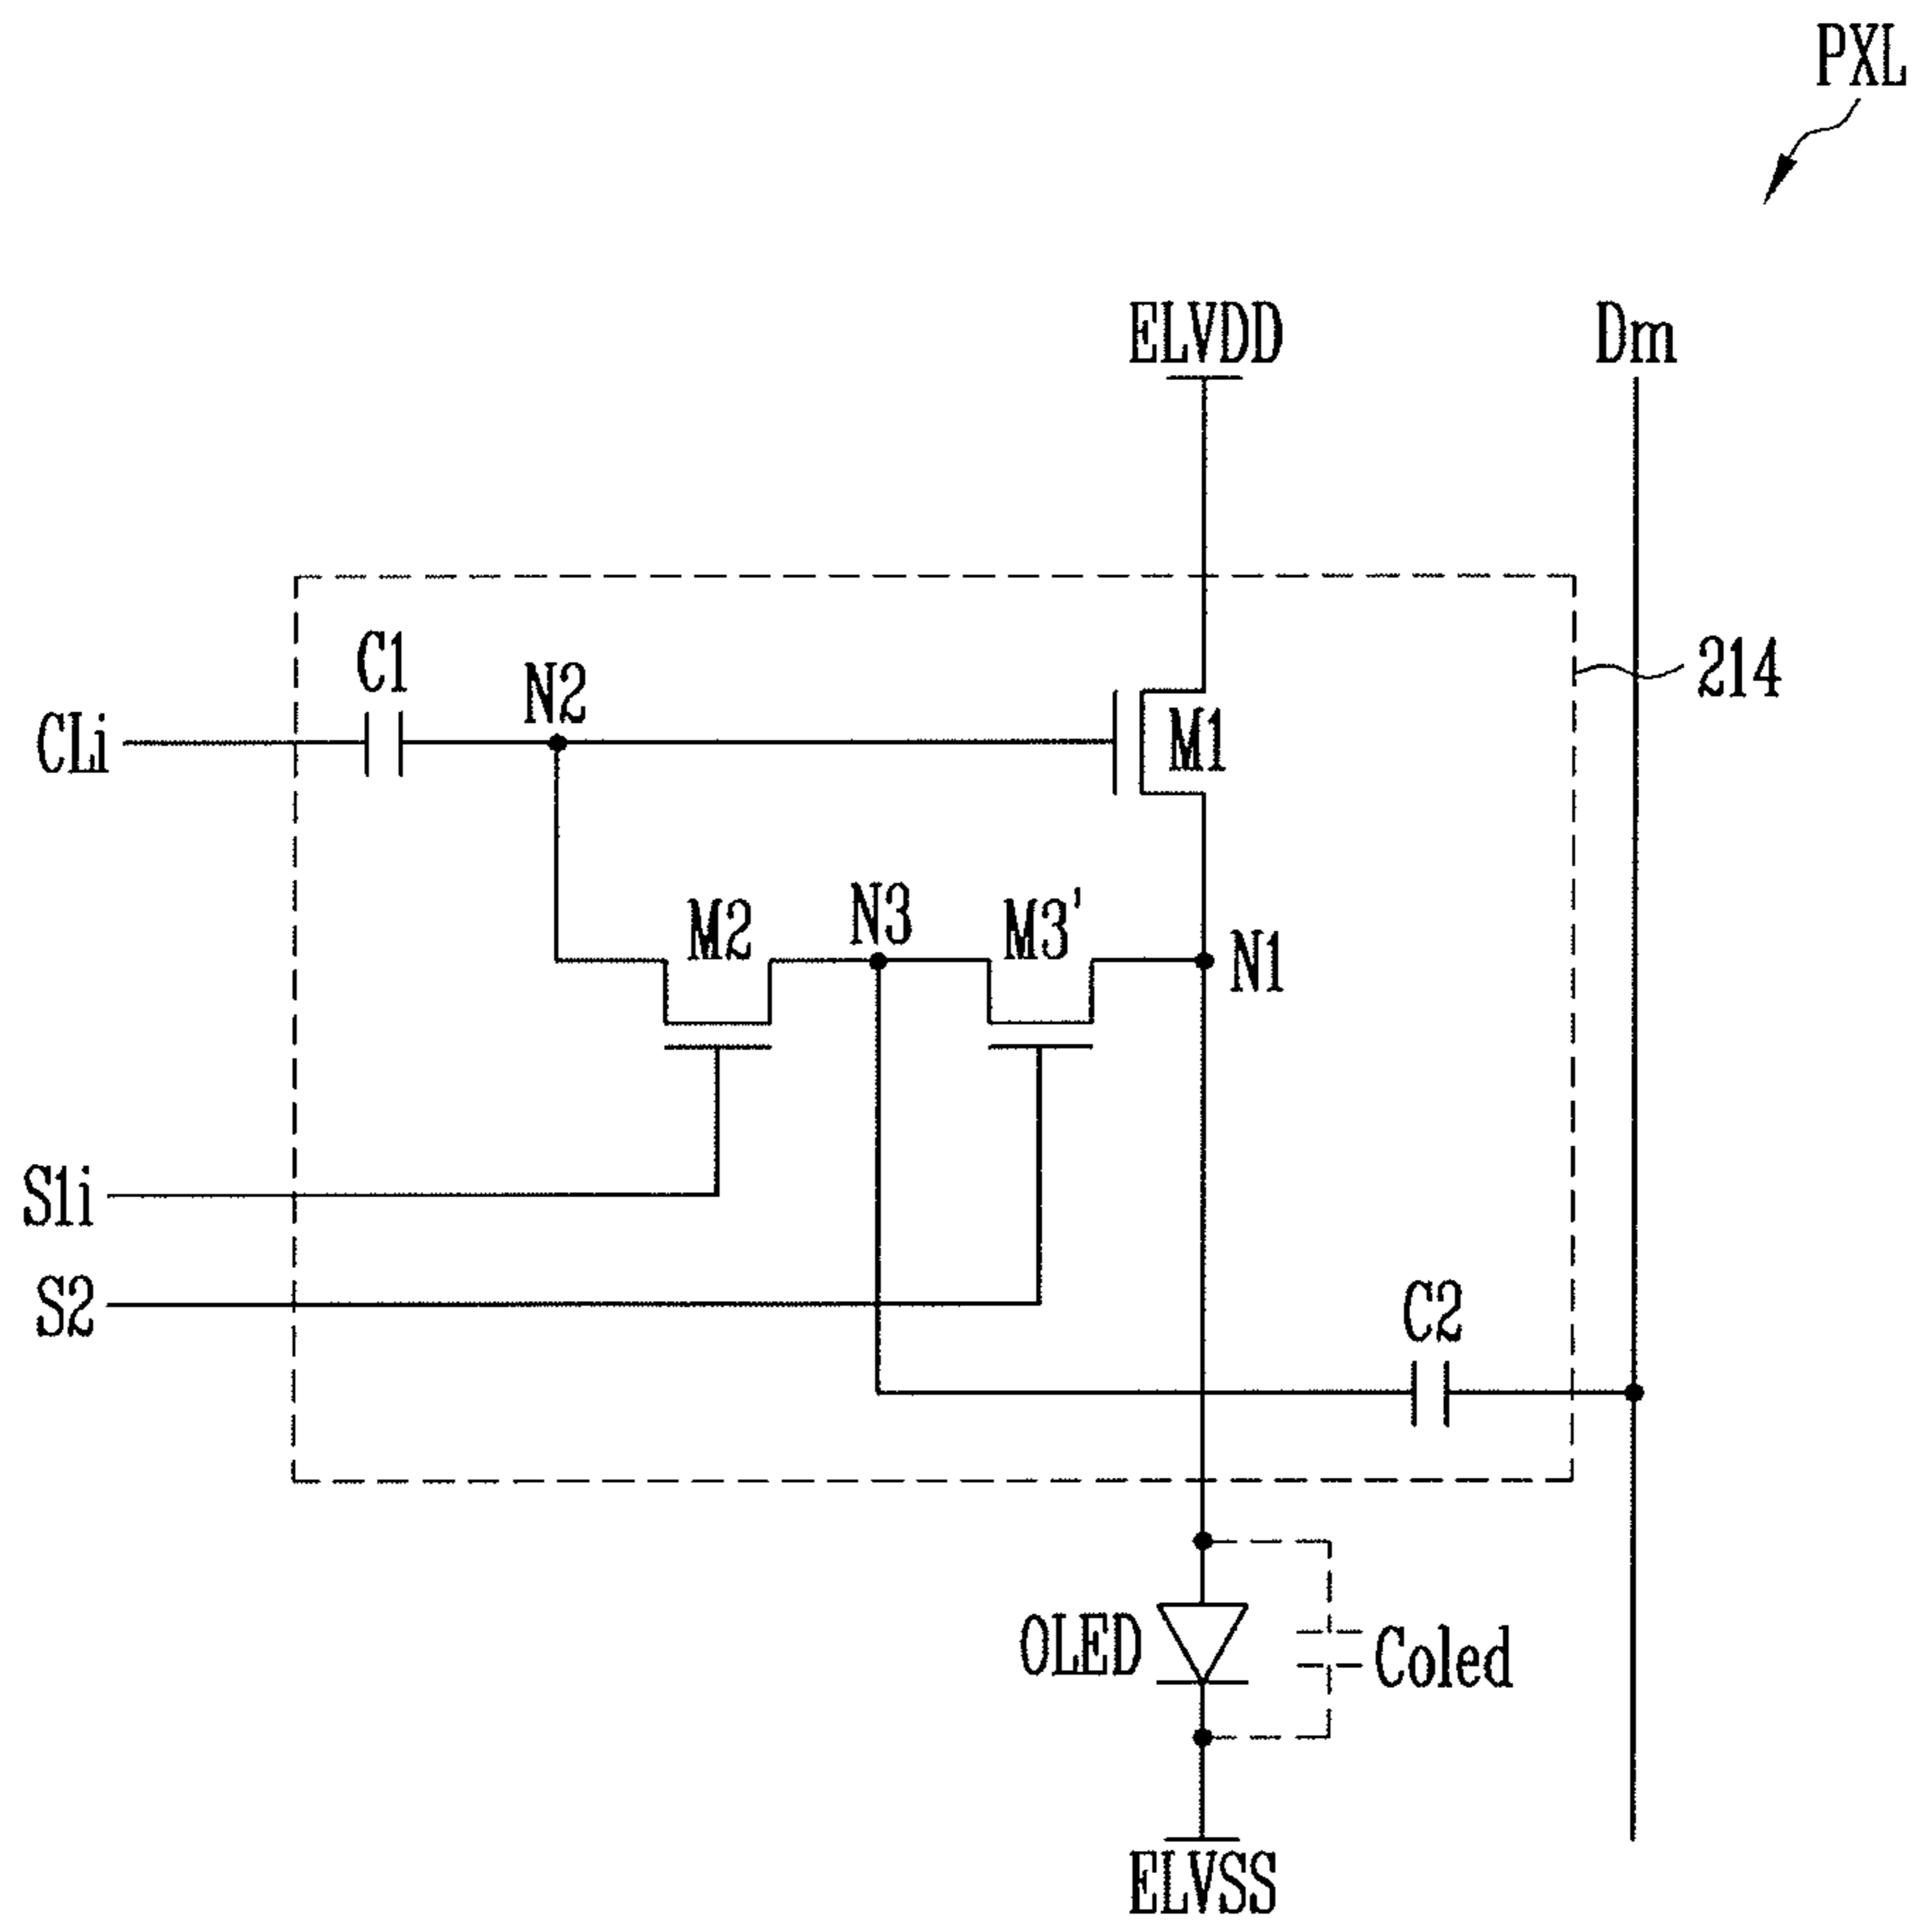 PXL
ELVDD
Dm
C1
N2
214
CLi
M1
M2
N3
M3'
N1
S1i
S2
C2
OLED
Coled
ELVSS